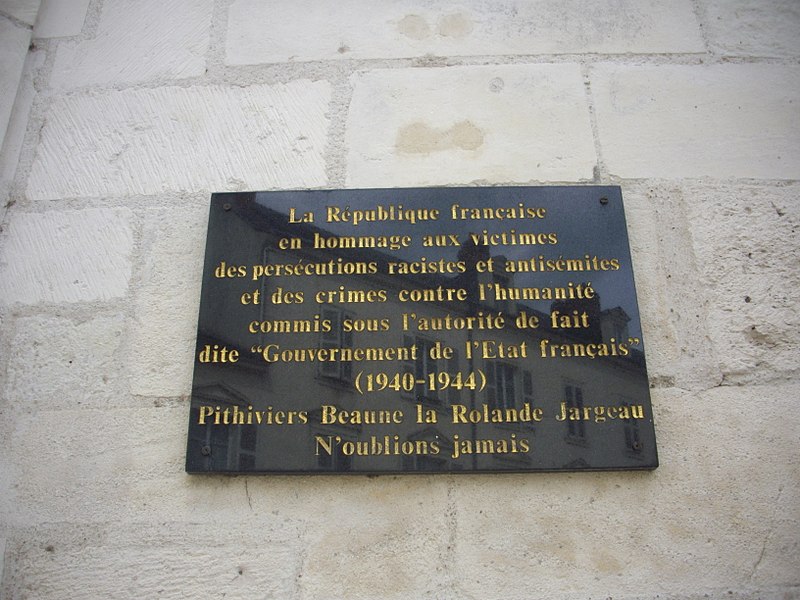 La République française
en hommage aux victimes
des persécutions racistes et antisémites
et des crimes contre l'humanité
commis sous l'autorité de fait
dite "Gouvernement de l'Etat français"
(1940-1944)
Pithiviers Beaune la Rolande Jargeau
N'oublions jamais